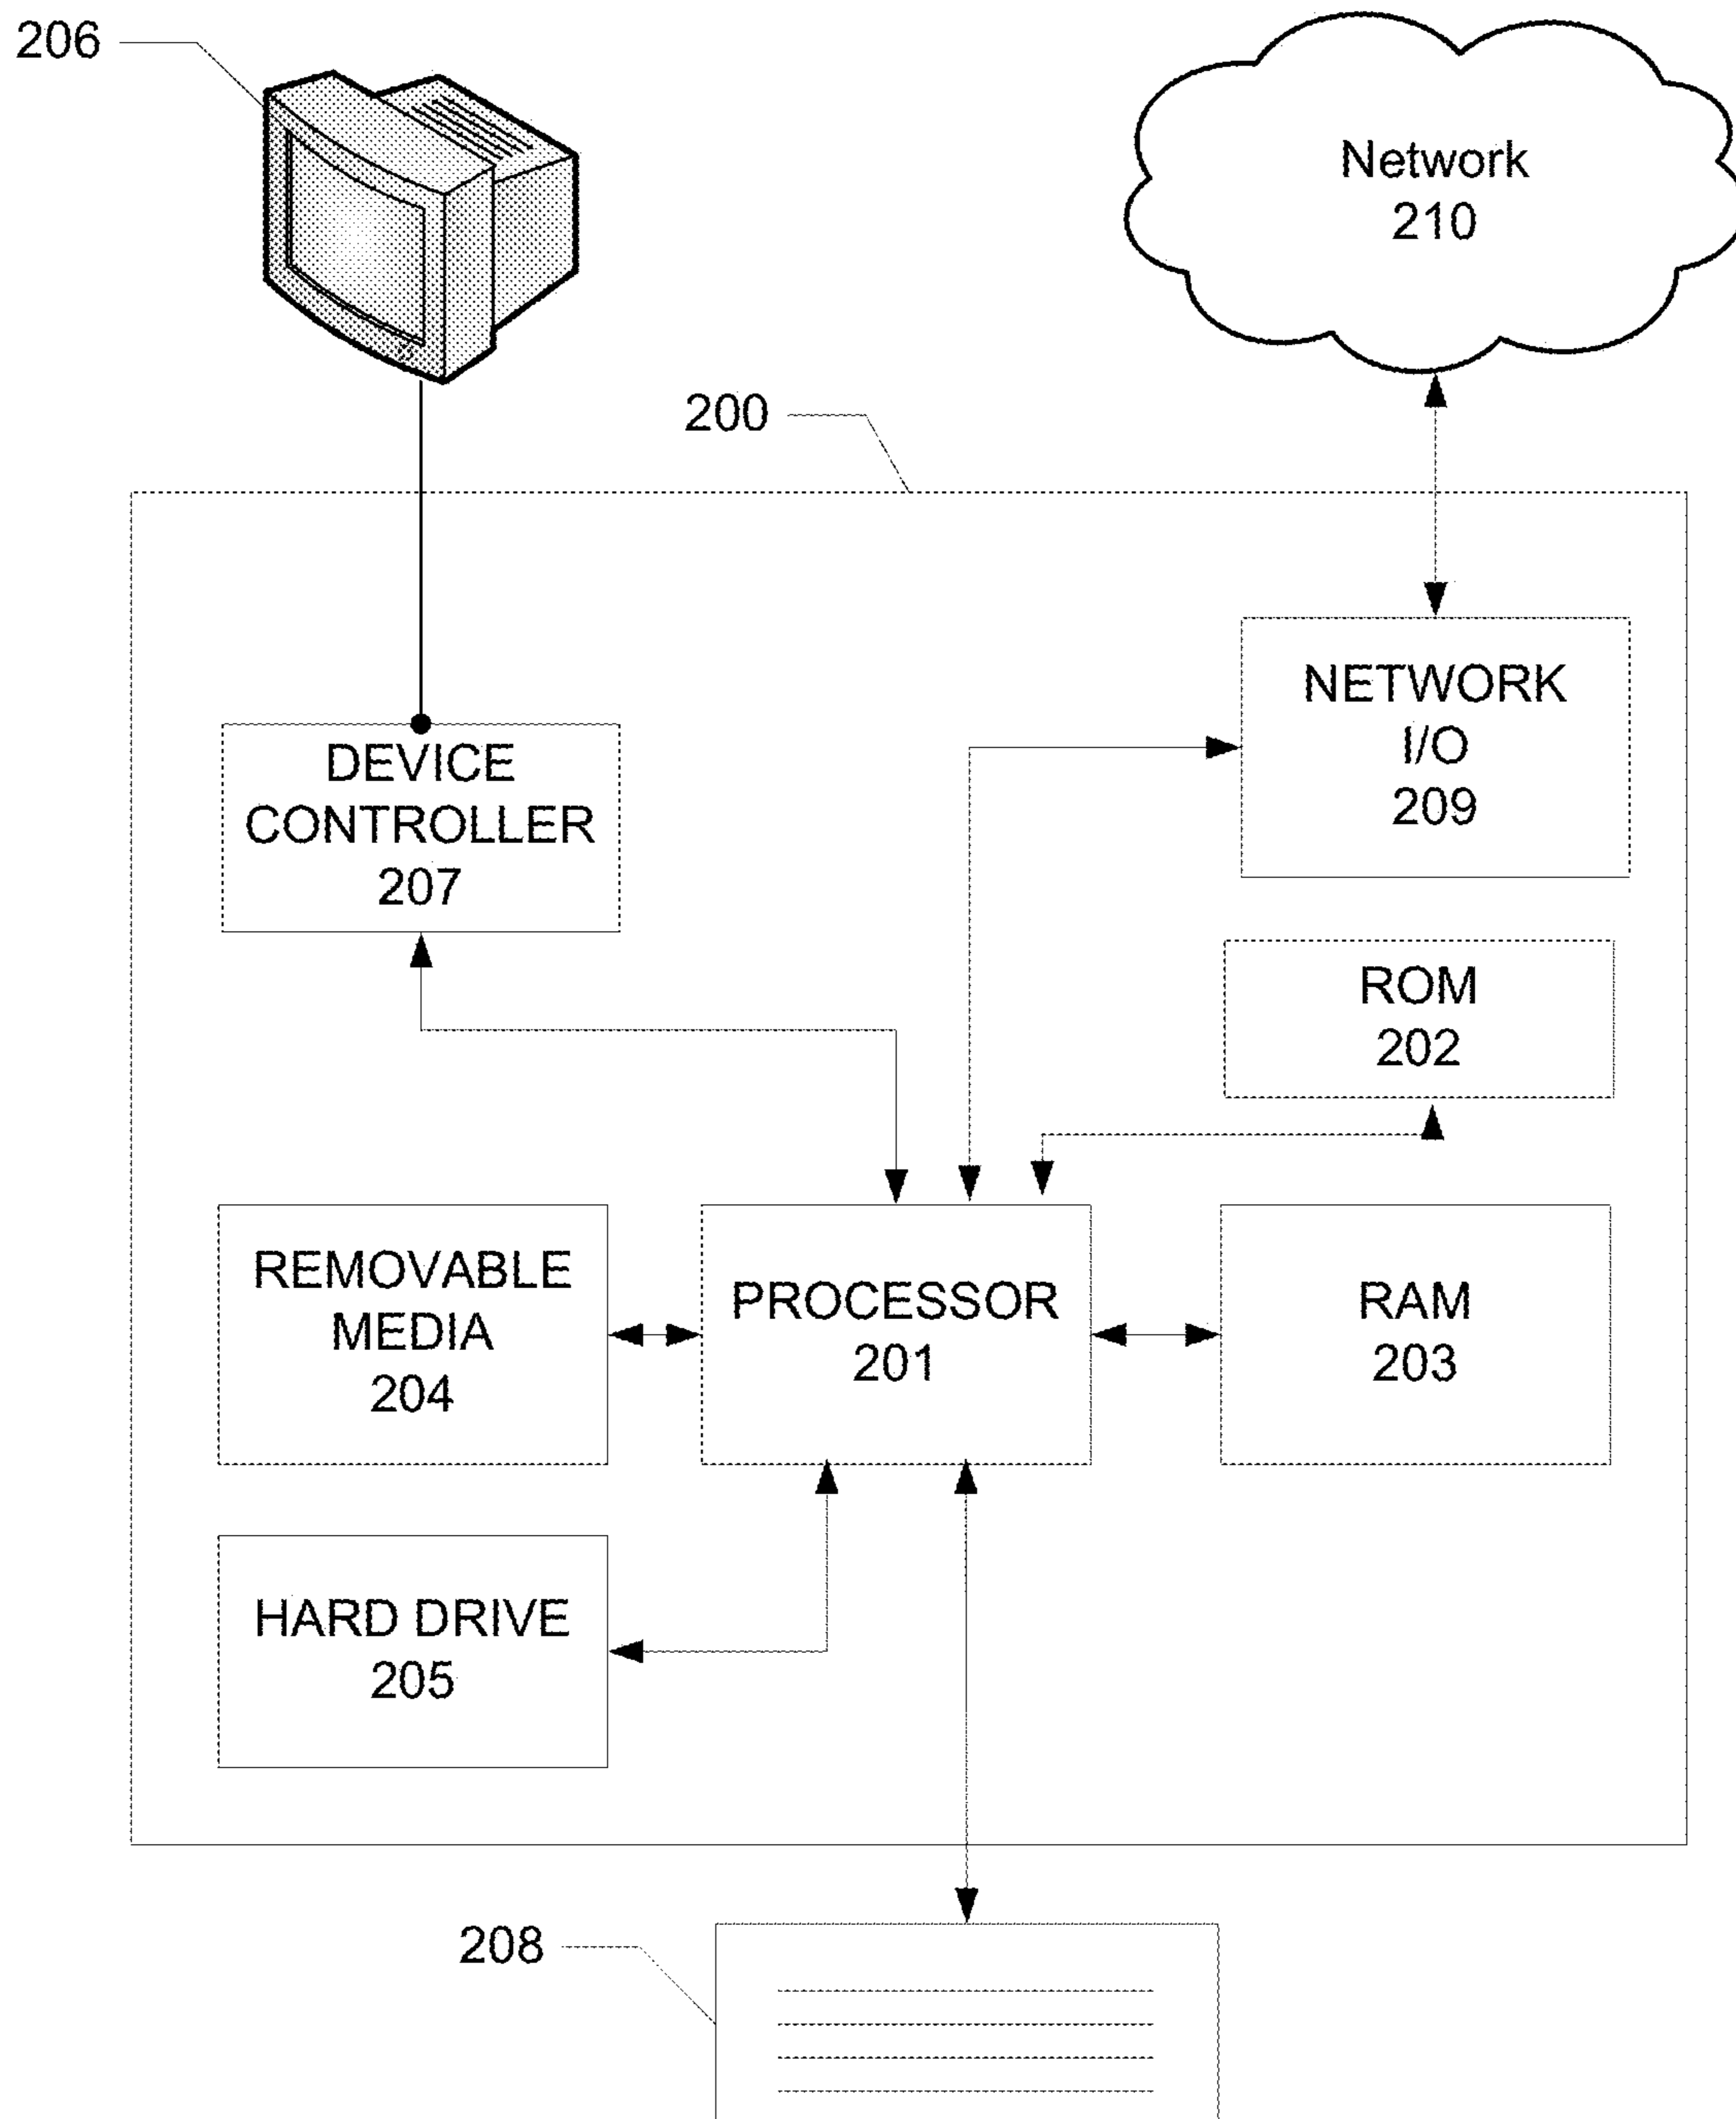 206
Network
210
200
NETWORK
I/O
209
DEVICE
CONTROLLER
207
ROM
202
REMOVABLE
MEDIA
204
PROCESSOR
201
RAM
203
HARD DRIVE
205
208